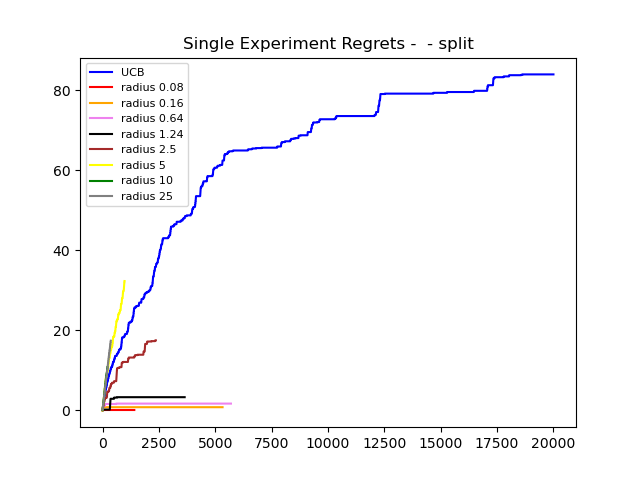 Single Experiment Regrets -  - split
80
60
40
20
0
UCB
radius 0.08
radius 0.16
radius 0.64
radius 1.24
radius 2.5
radius 5
radius 10
radius 25
0 2500 5000 7500 10000 12500 15000 17500 20000